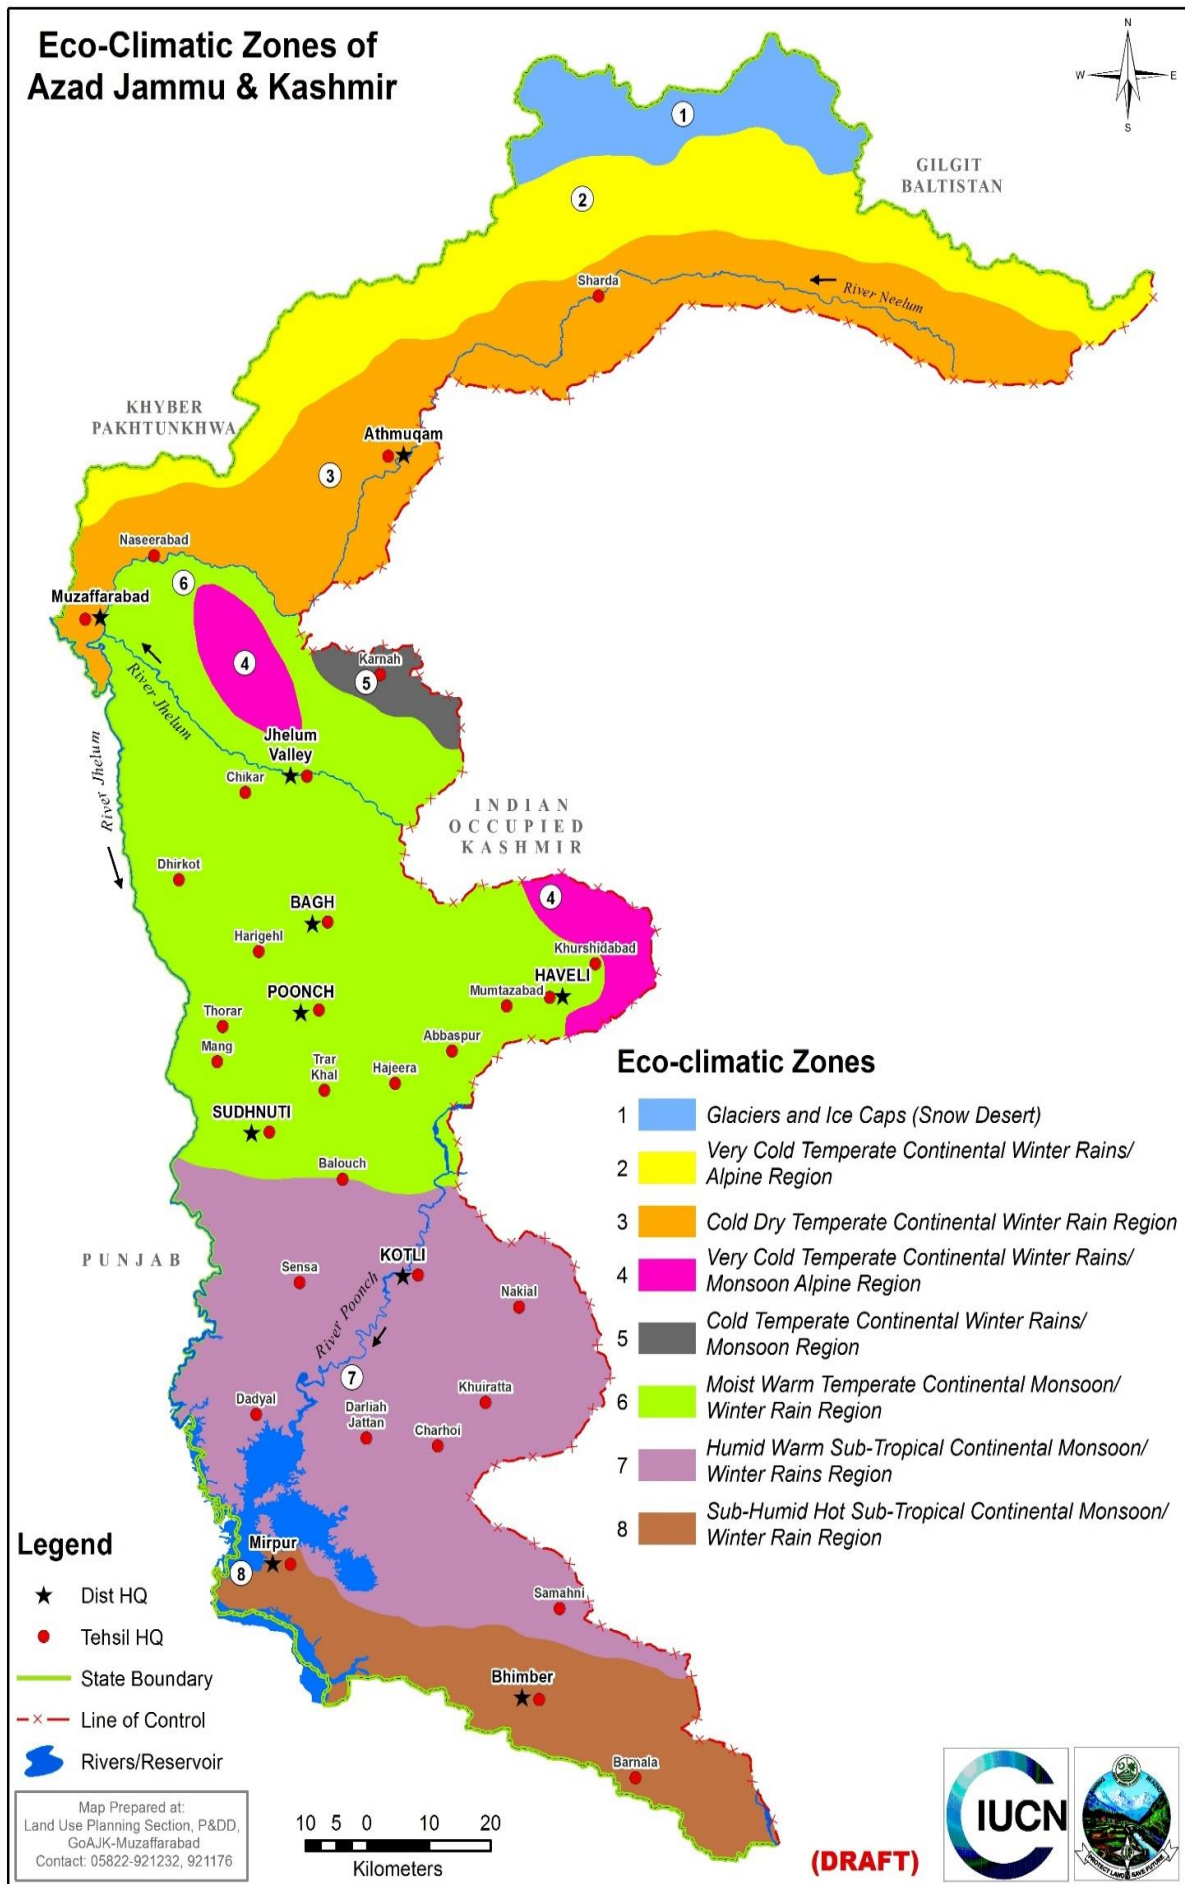 Eco-Climatic Zones of
Azad Jammu & Kashmir
N
W
E
S
1
GILGIT
BALTISTAN
2
Sharda
River Neelum
KHYBER
PAKHTUNKHWA
Athmuqam
3
Naseerabad
6
Muzaffarabad
4
Karnah
5
River Jhelum
Jhelum
Valley
River Jhelum
Chikar
INDIAN
OCCUPIED
KASHMIR
Dhirkot
4
BAGH
Harigehl
Khurshidabad
HAVELI
POONCH
Mumtazabad
Thorar
Mang
Abbaspur
Trar
Khal
Hajeera
SUDHNUTI
Balouch
PUNJAB
KOTLI
Sensa
Nakial
River Poonch
7
Khuiratta
Dadyal
Darliah
Jattan
Charhoi
Mirpur
8
Samahni
Bhimber
Barnala
Eco-climatic Zones
1 Glaciers and Ice Caps (Snow Desert)
2 Very Cold Temperate Continental Winter Rains/
Alpine Region
3 Cold Dry Temperate Continental Winter Rain Region
4 Very Cold Temperate Continental Winter Rains/
Monsoon Alpine Region
5 Cold Temperate Continental Winter Rains/
Monsoon Region
6 Moist Warm Temperate Continental Monsoon/
Winter Rain Region
7 Humid Warm Sub-Tropical Continental Monsoon/
Winter Rains Region
8 Sub-Humid Hot Sub-Tropical Continental Monsoon/
Winter Rain Region
Legend
Dist HQ
Tehsil HQ
State Boundary
Line of Control
Rivers/Reservoir
Map Prepared at:
Land Use Planning Section, P&DD,
GoAJK-Muzaffarabad
Contact: 05822-921232, 921176
10 5 0 10 20
Kilometers
(DRAFT)
IUCN
PROTECT LAND SAVE FUTURE